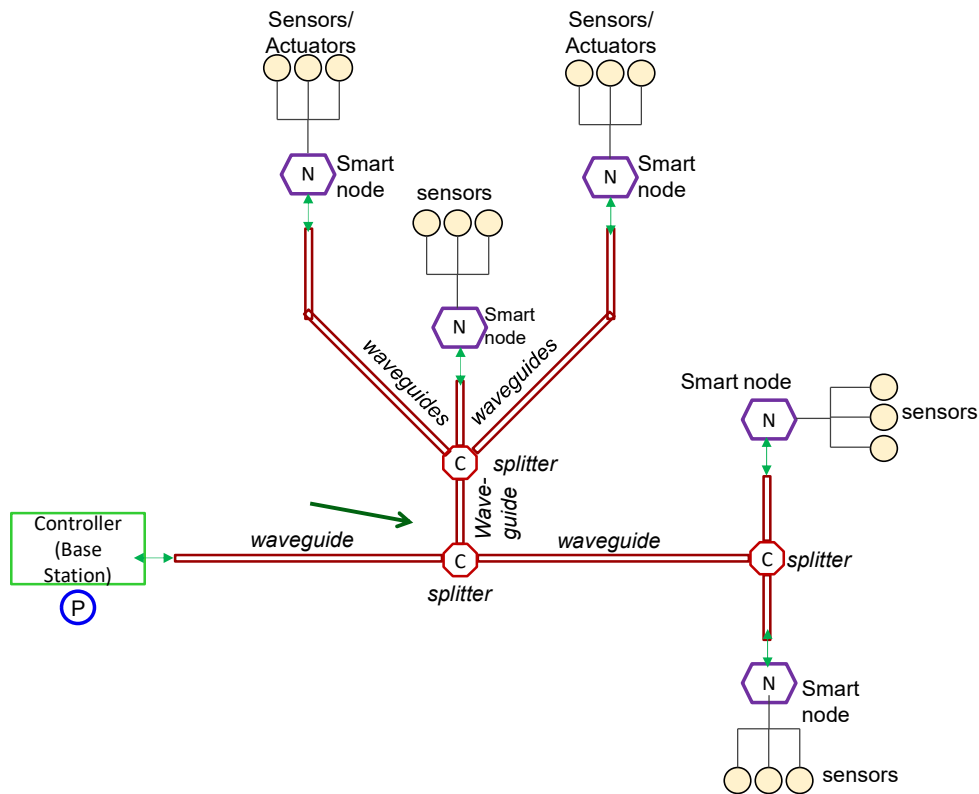 Sensors/
Actuators
Sensors/
Actuators
N
Smart
node
N
Smart
node
sensors
N
Smart
node
waveguides
waveguides
Smart node
N
sensors
C
splitter
Wave-
guide
Controller
(Base
Station)
waveguide
C
waveguide
C
splitter
splitter
P
N
Smart
node
sensors